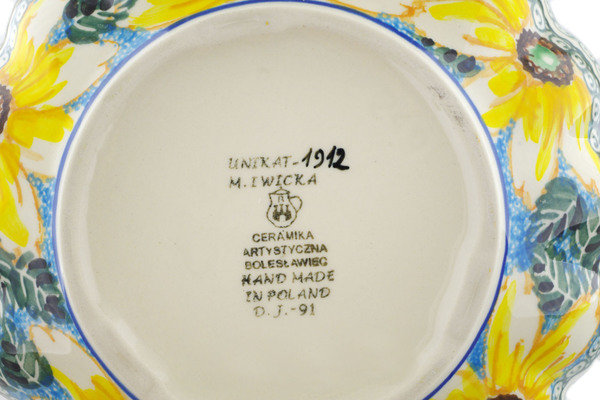 UNIKAT-1912
M. IWICKA
CERAMIKA
ARTYSTYCZNA
BOLESŁAWIEC
HAND MADE
IN POLAND
D. J.-91